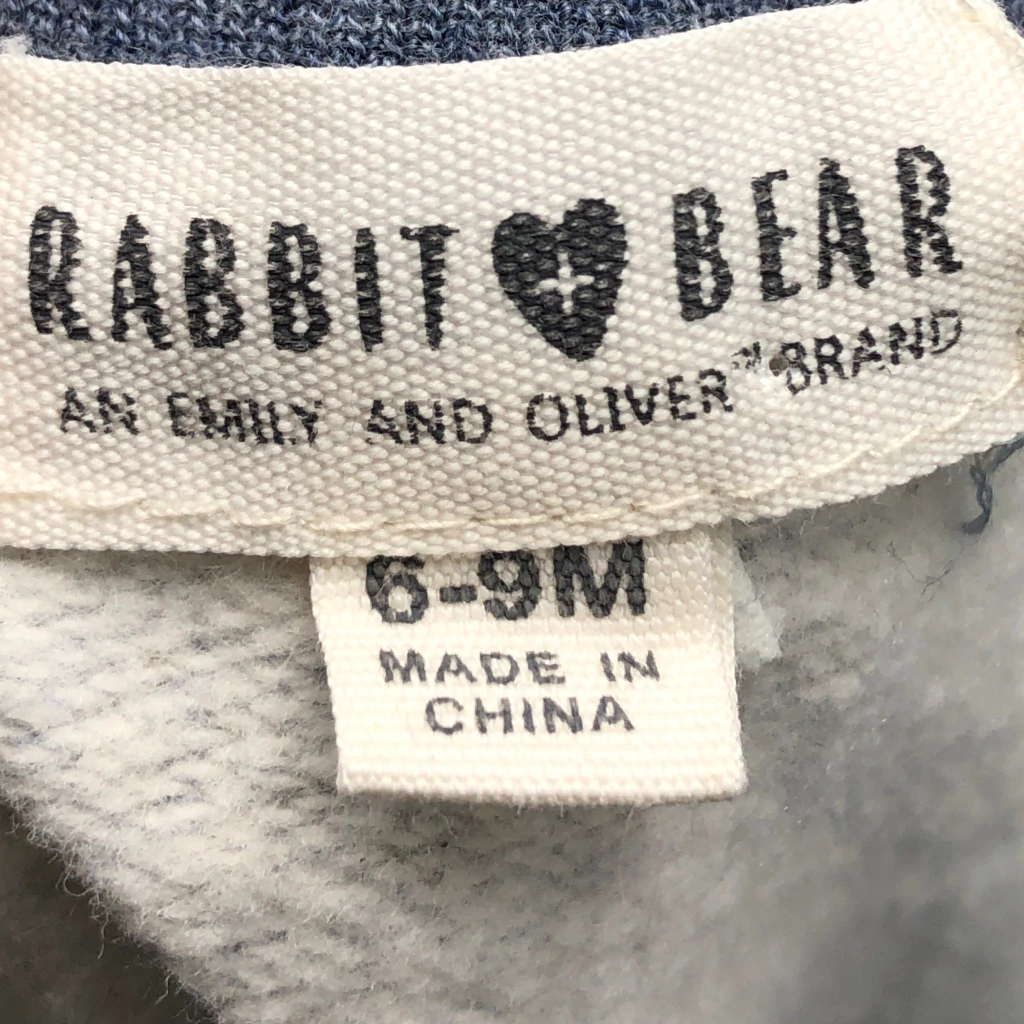 RABBIT BEAR
AN EMILY AND OLIVER™ BRAND
6-9M
MADE IN
CHINA